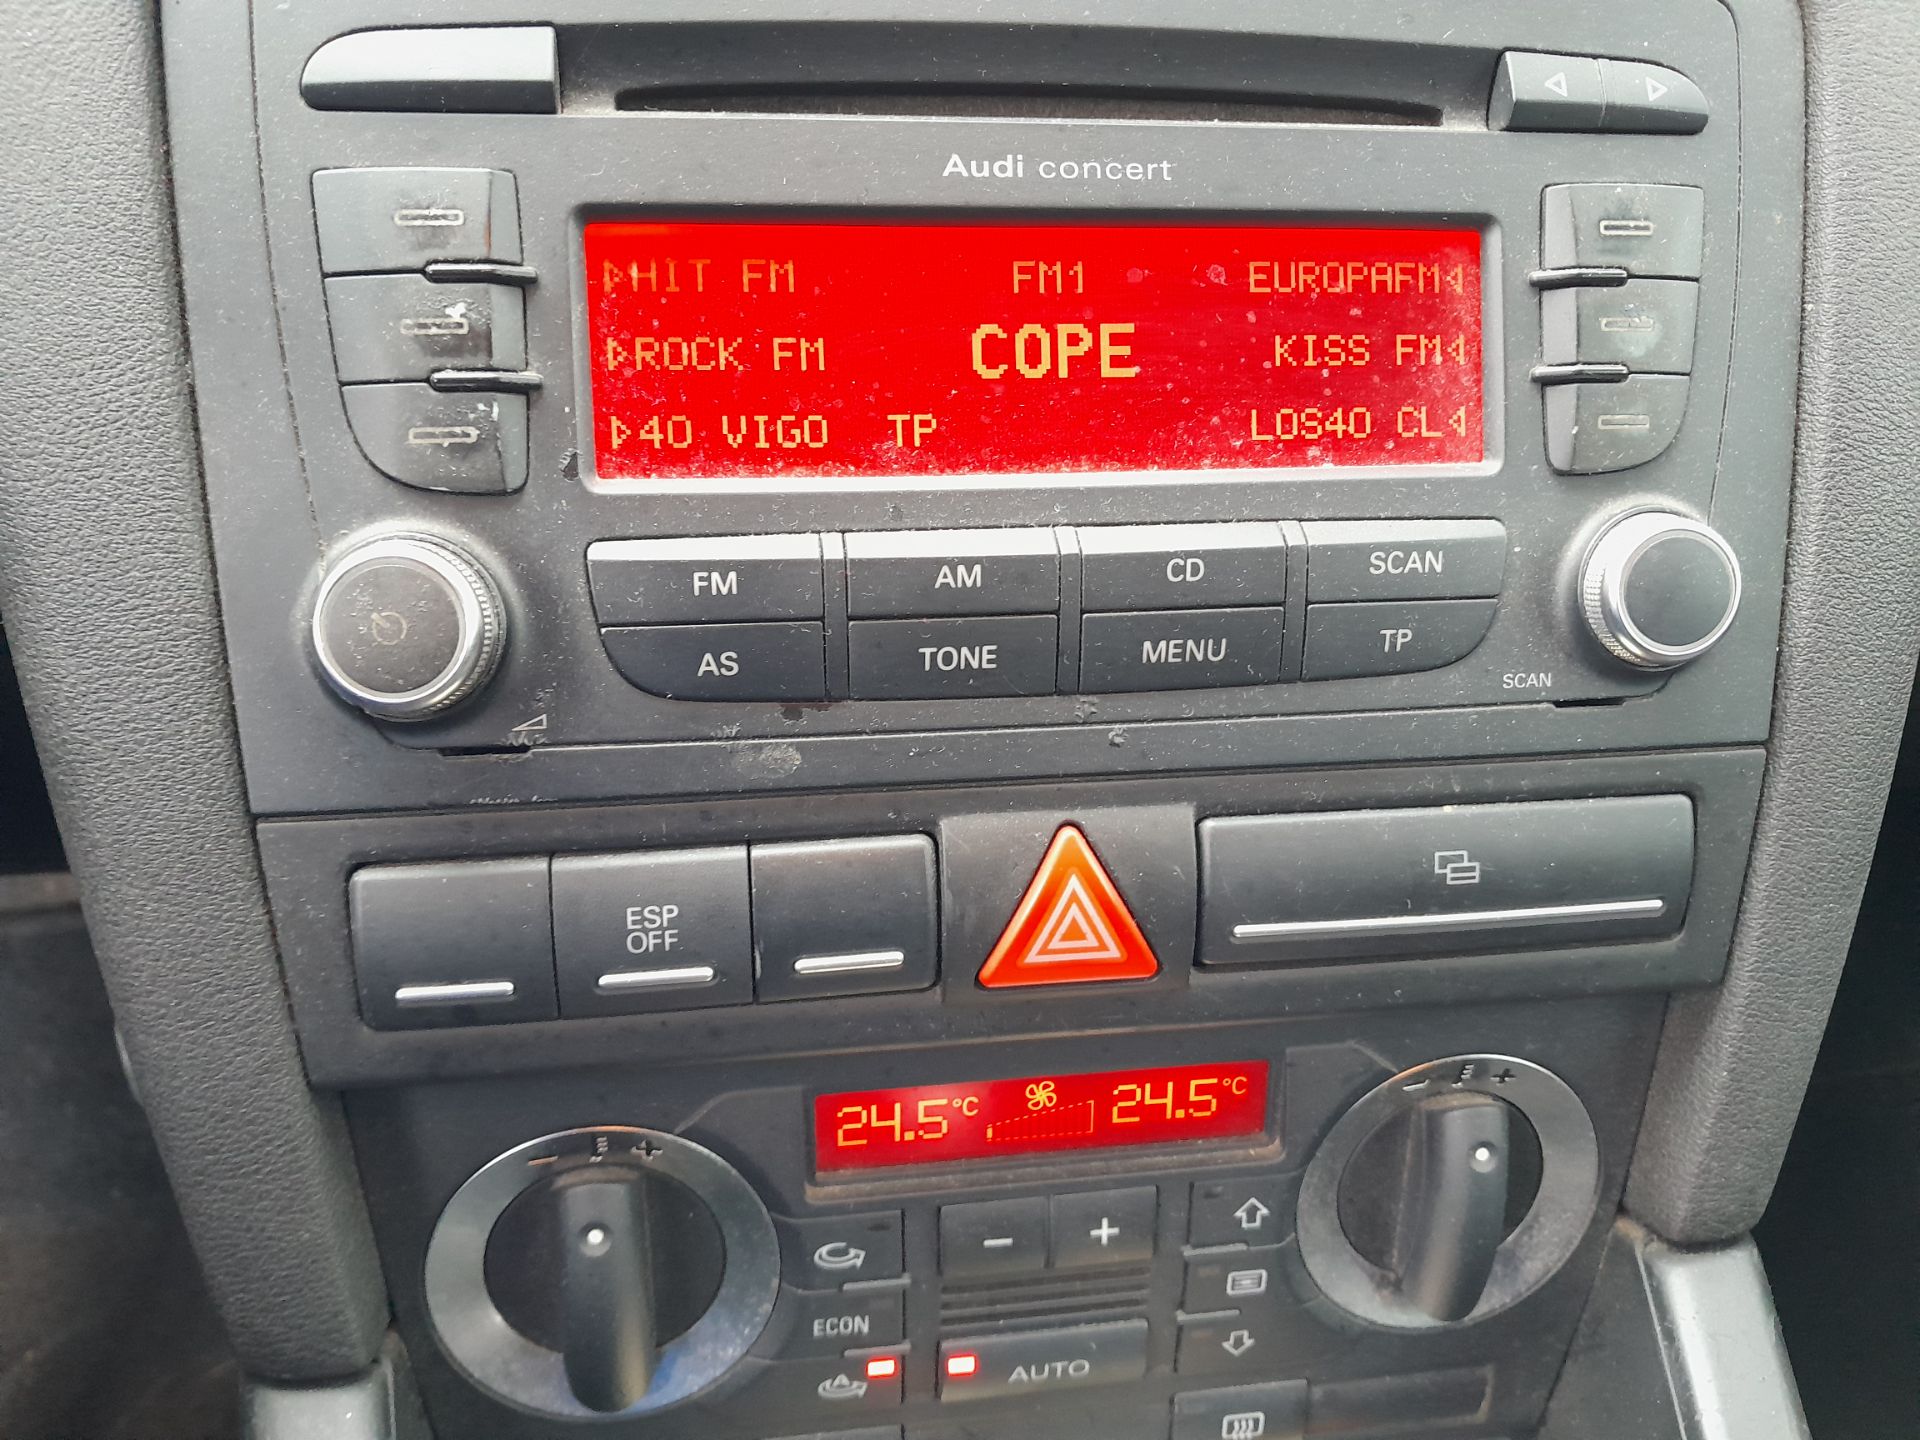 Audi concert
HIT FM FM1 EUROPAFM
ROCK FM COPE KISS FM
40 VIGO TP LOS40 CL
FM AM CD SCAN
AS TONE MENU TP
SCAN
ESP
OFF
24.5°C 24.5°C
- +
ECON
A
AUTO